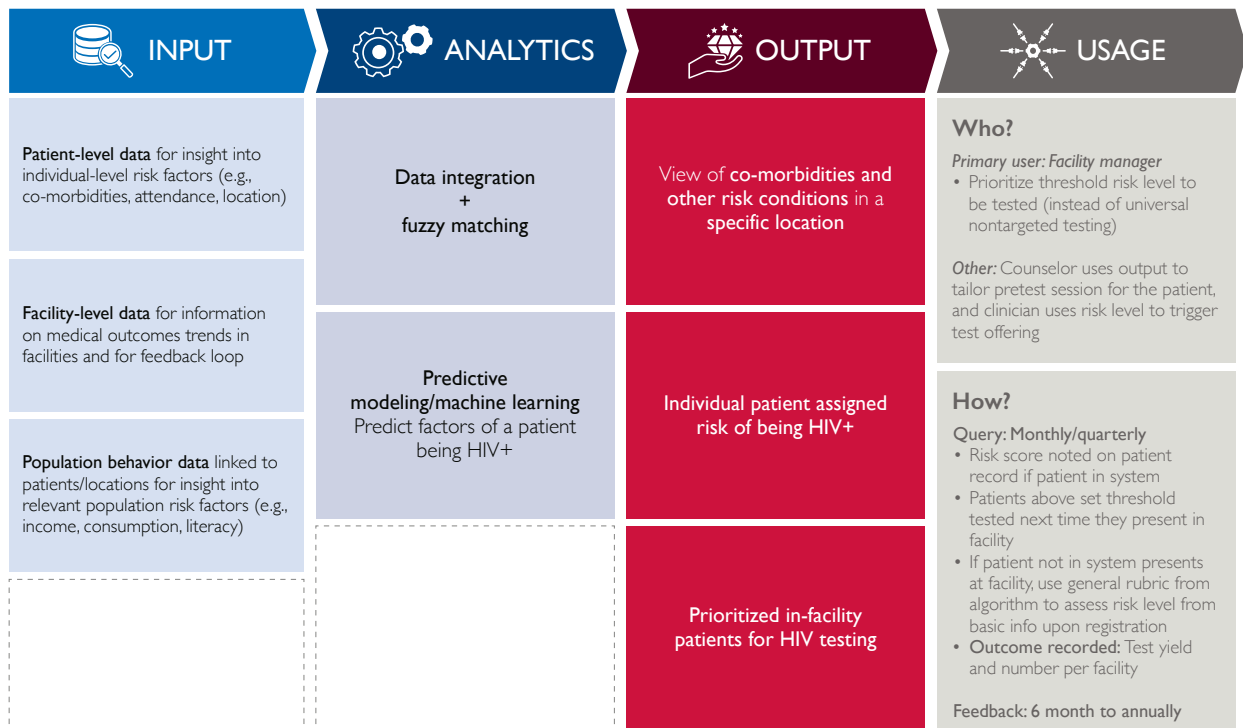 INPUT
ANALYTICS
OUTPUT
USAGE
Patient-level data for insight into
individual-level risk factors (e.g.,
co-morbidities, attendance, location)
Facility-level data for information
on medical outcomes trends in
facilities and for feedback loop
Population behavior data linked to
patients/locations for insight into
relevant population risk factors (e.g.,
income, consumption, literacy)
Data integration
+
fuzzy matching
Predictive
modeling/machine learning
Predict factors of a patient
being HIV+
View of co-morbidities and
other risk conditions in a
specific location
Individual patient assigned
risk of being HIV+
Prioritized in-facility
patients for HIV testing
Who?
Primary user: Facility manager
• Prioritize threshold risk level to
be tested (instead of universal
nontargeted testing)
Other: Counselor uses output to
tailor pretest session for the patient,
and clinician uses risk level to trigger
test offering
How?
Query: Monthly/quarterly
• Risk score noted on patient
record if patient in system
• Patients above set threshold
tested next time they present in
facility
• If patient not in system presents
at facility, use general rubric from
algorithm to assess risk level from
basic info upon registration
• Outcome recorded: Test yield
and number per facility
Feedback: 6 month to annually